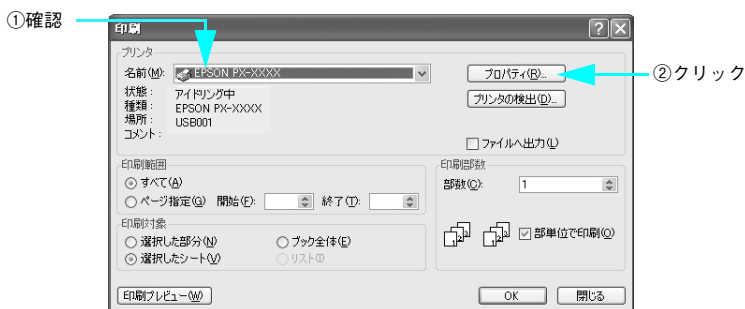 ①確認
印刷
プリンタ
名前(M): EPSON PX-XXXX
プロパティ(R)...
②クリック
状態: アイドリング中
種類: EPSON PX-XXXX
場所: USB001
コメント:
プリンタの検出(D)...
ファイルへ出力(L)
印刷範囲
すべて(A)
ページ指定(G) 開始(F): 終了(T):
印刷部数
部数(C): 1
部単位で印刷(O)
印刷対象
選択した部分(N) ブック全体(E)
選択したシート(V) リスト(I)
印刷プレビュー(W)
OK
閉じる